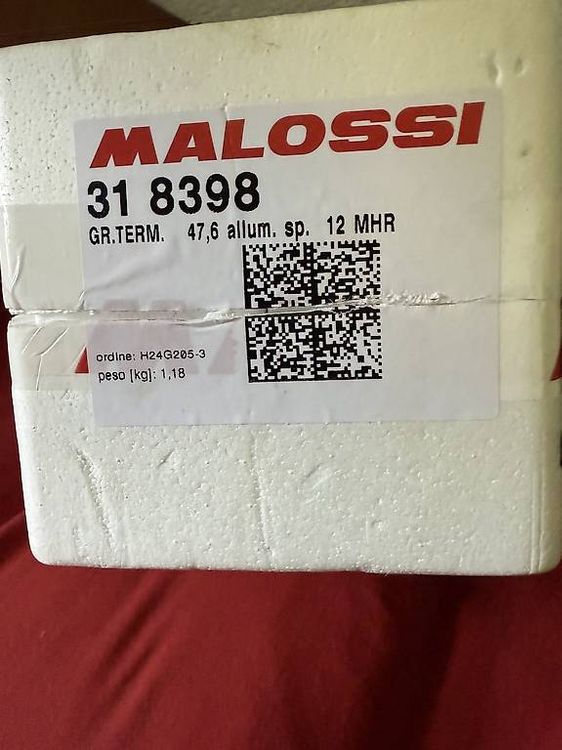 MALOSSI
31 8398
GR.TERM. 47,6 allum. sp. 12 MHR
ordine: H24G205-3
peso [kg]: 1,18